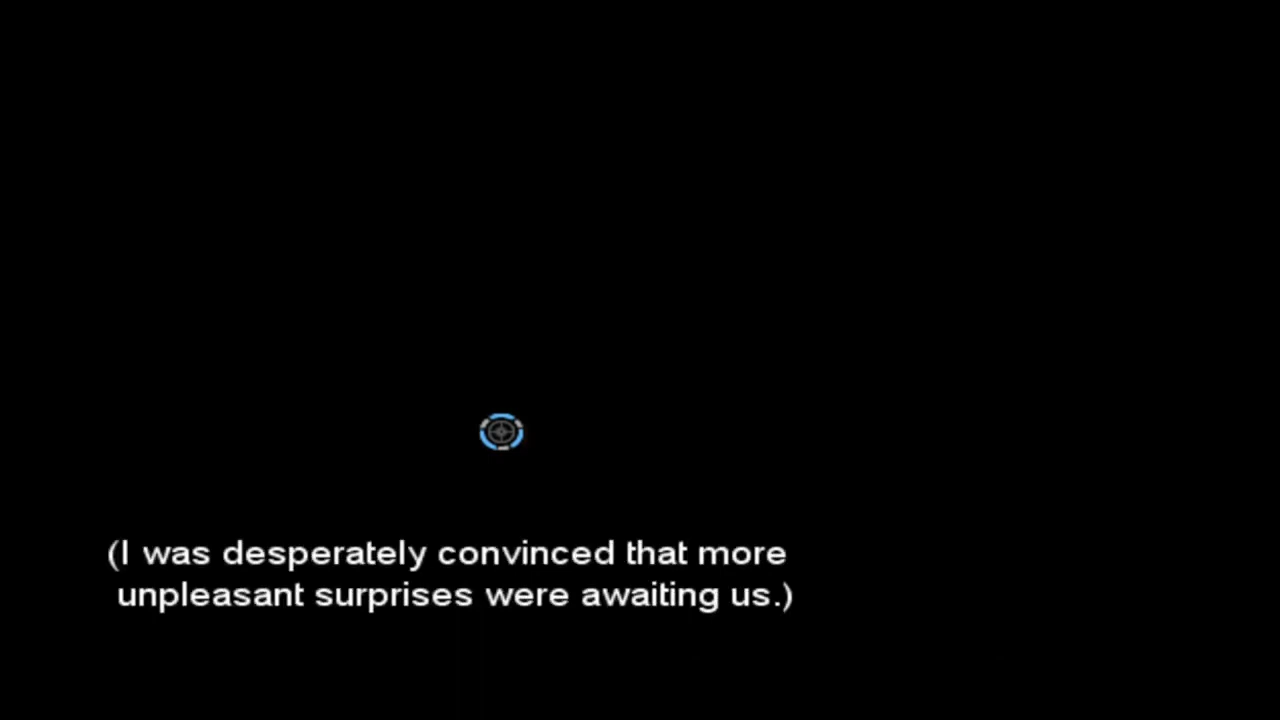 (I was desperately convinced that more
unpleasant surprises were awaiting us.)